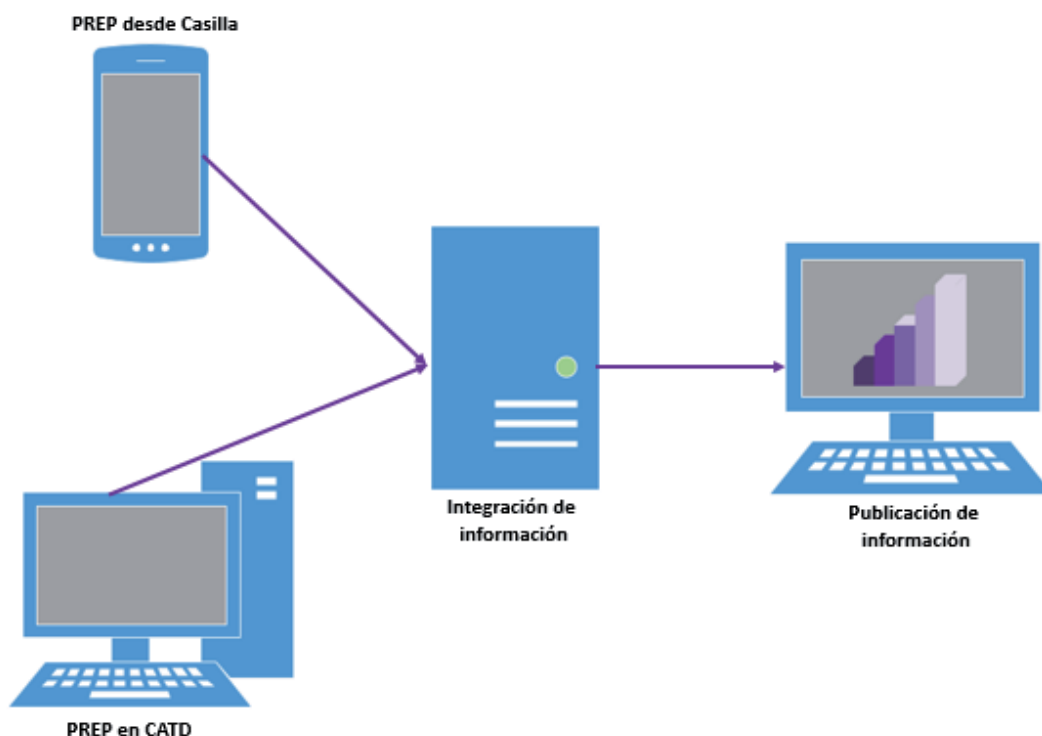 PREP desde Casilla
Integración de
información
Publicación de
información
PREP en CATD